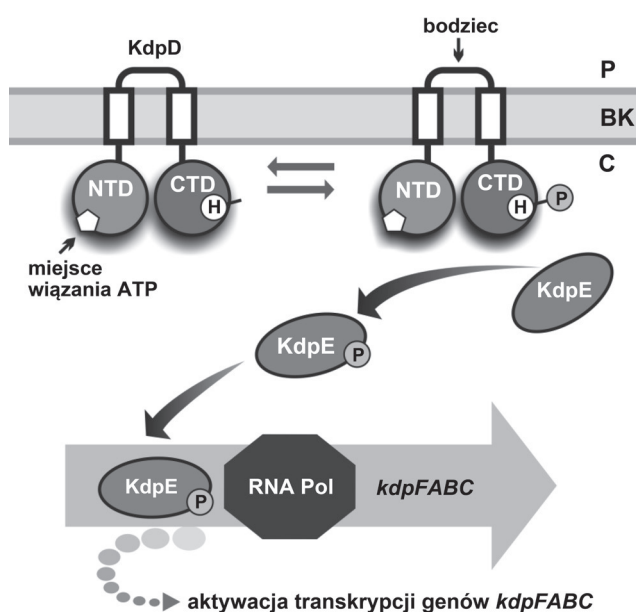 bodziec
KdpD
P
BK
C
NTD CTD H
NTD CTD H P
miejsce
wiązania ATP
KdpE
KdpE P
KdpE P RNA Pol kdpFABC
aktywacja transkrypcji genów kdpFABC